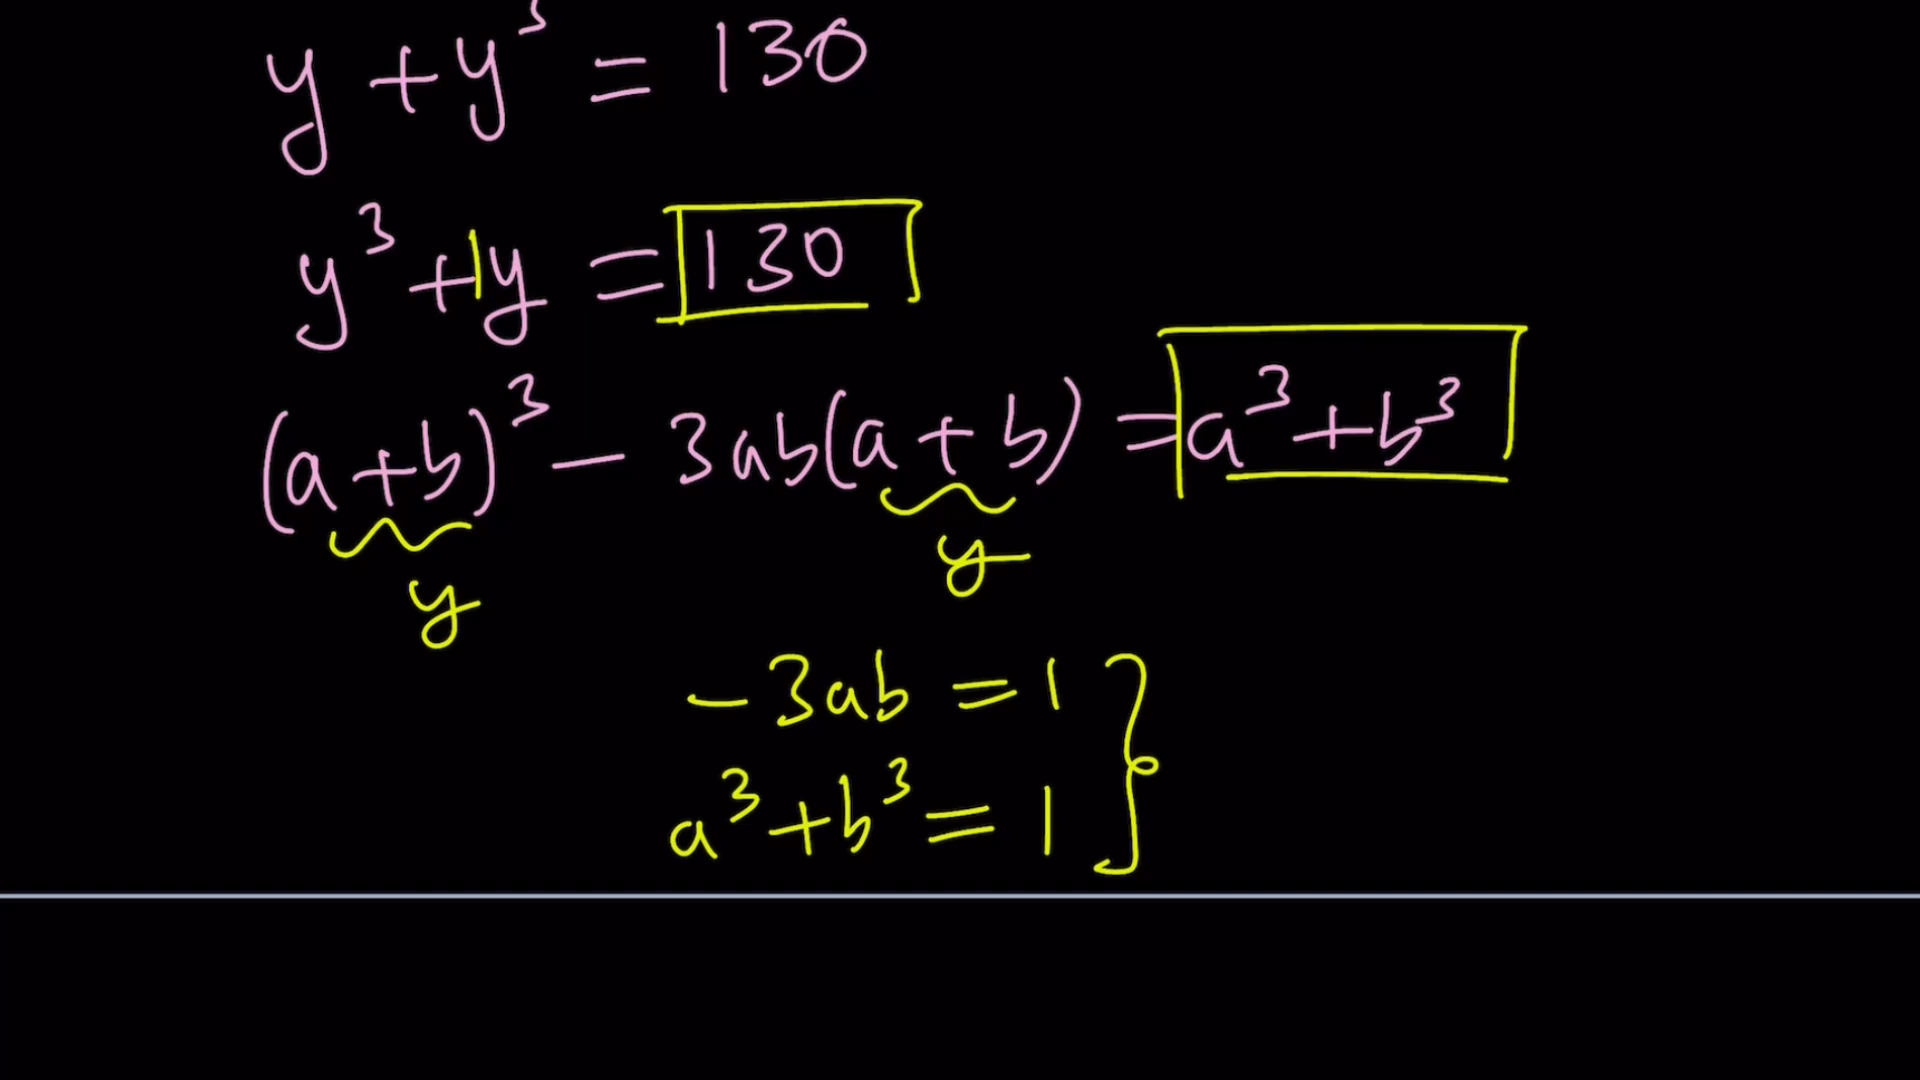 y + y³ = 130
y³ + 1y = 130
(a + b)³ - 3ab(a + b) = a³ + b³
y y
-3ab = 1
a³ + b³ = 1